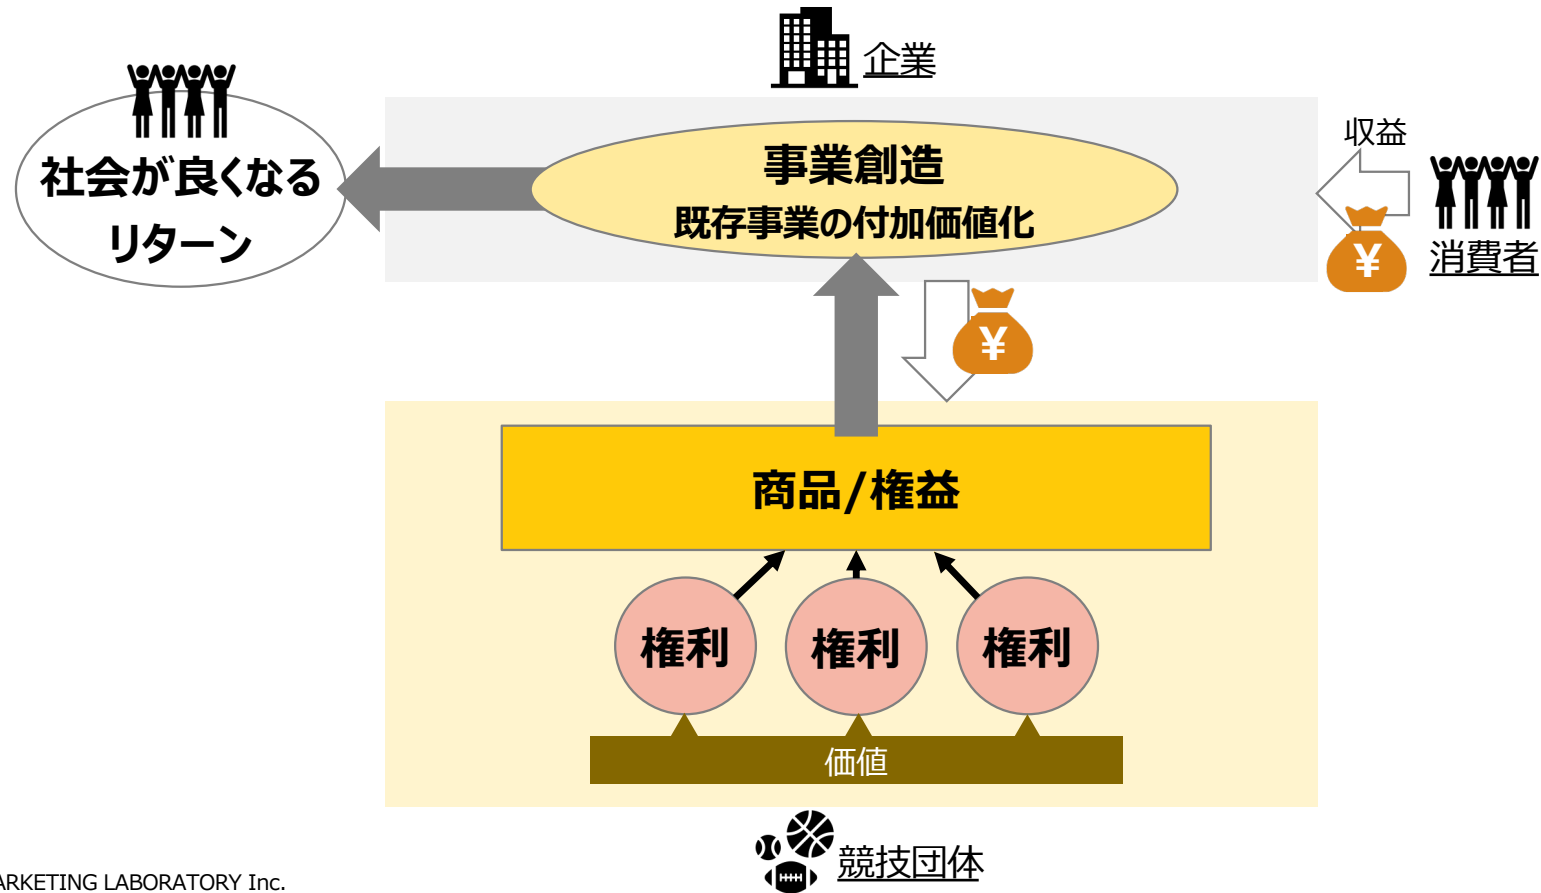 企業
社会が良くなる
リターン
事業創造
既存事業の付加価値化
収益
¥
消費者
¥
商品/権益
権利
権利
権利
価値
競技団体
ARKETING LABORATORY Inc.